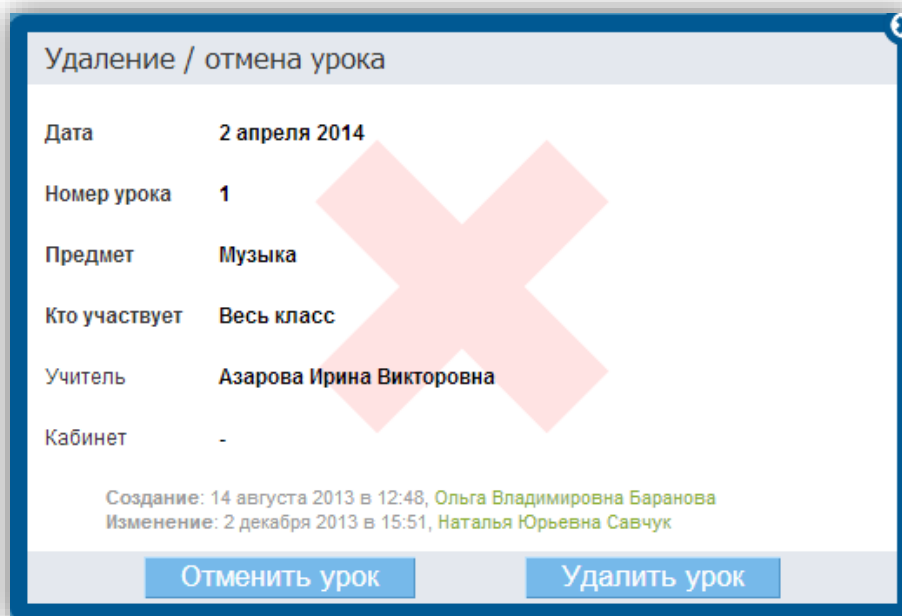 Удаление / отмена урока
Дата 2 апреля 2014
Номер урока 1
Предмет Музыка
Кто участвует Весь класс
Учитель Азарова Ирина Викторовна
Кабинет -
Создание: 14 августа 2013 в 12:48, Ольга Владимировна Баранова
Изменение: 2 декабря 2013 в 15:51, Наталья Юрьевна Савчук
Отменить урок Удалить урок